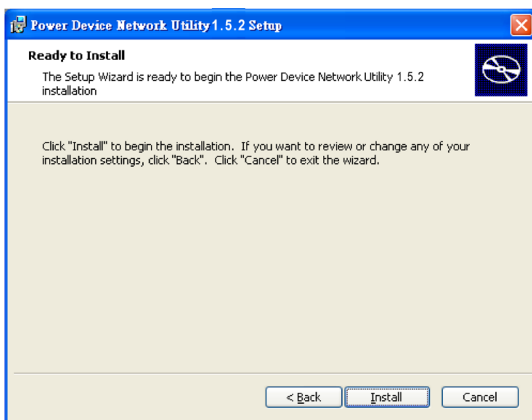 Power Device Network Utility 1.5.2 Setup
Ready to Install
The Setup Wizard is ready to begin the Power Device Network Utility 1.5.2
installation
Click "Install" to begin the installation. If you want to review or change any of your
installation settings, click "Back". Click "Cancel" to exit the wizard.
< Back
Install
Cancel